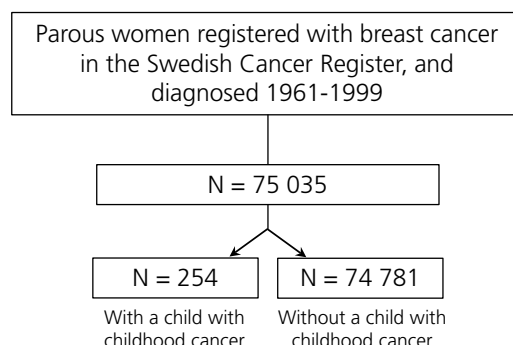 Parous women registered with breast cancer
in the Swedish Cancer Register, and
diagnosed 1961-1999
N = 75 035
N = 254
N = 74 781
With a child with
childhood cancer
Without a child with
childhood cancer